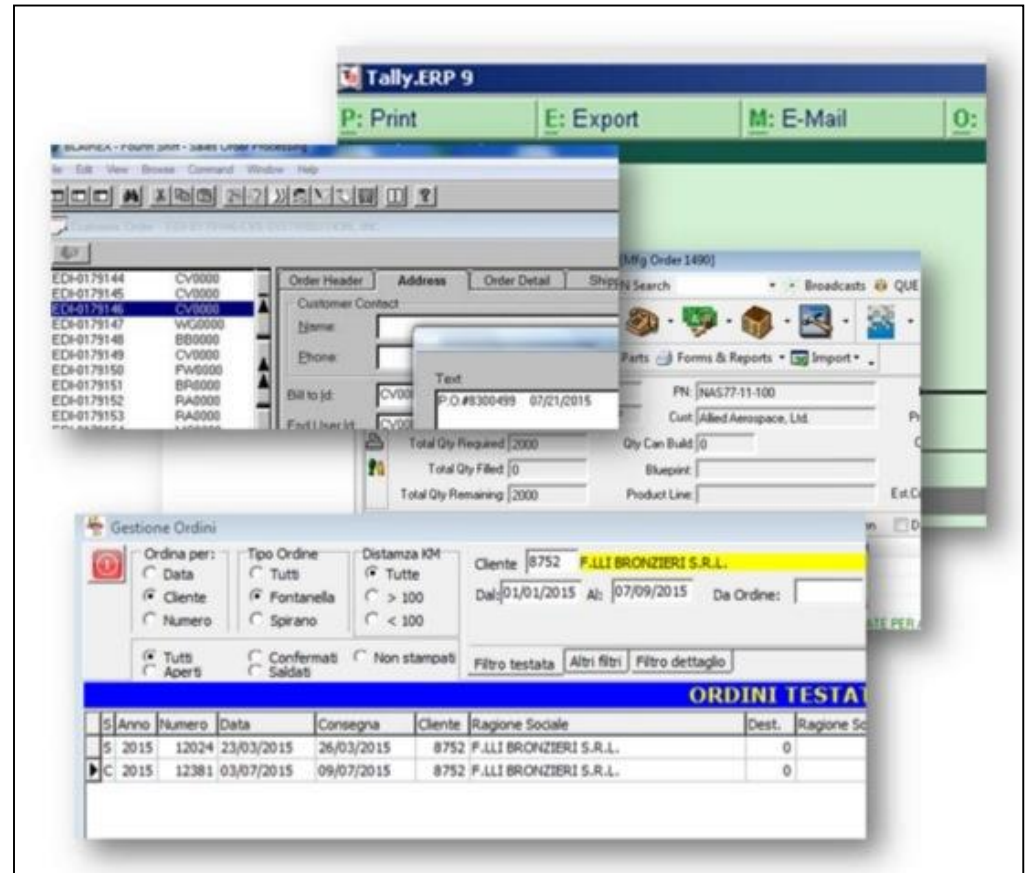 Tally.ERP 9
P: Print E: Export M: E-Mail O:
Fourth Shift - Sales Order Processing
Edit View Browse Command Window Help
Customer Order
EDI-0179144 CV0000
EDI-0179145 CV0000
EDI-0179146 CV0000
EDI-0179147 WG0000
EDI-0179148 BB0000
EDI-0179149 CV0000
EDI-0179150 FW0000
EDI-0179151 BR0000
EDI-0179152 RA0000
EDI-0179153 RA0000
Order Header Address Order Detail
Customer Contact
Name:
Phone:
Bill to Id:
End User Id:
Text
P.O.#8300499 07/21/2015
[Mfg Order 1490]
Search Broadcasts QUE
Parts Forms & Reports Import
PN: NAS77-11-100
Cust: Allied Aerospace, Ltd.
Total Qty Required 2000 Qty Can Build 0
Total Qty Filled 0 Blueprint
Total Qty Remaining 2000 Product Line
Gestione Ordini
Ordina per: Tipo Ordine Distamza KM
Data Tutti Tutte
Cliente Fontanella > 100
Numero Spirano < 100
Tutti Confermati Non stampati
Aperti Saldati
Cliente 8752 F.LLI BRONZIERI S.R.L.
Dal: 01/01/2015 Al: 07/09/2015 Da Ordine:
Filtro testata Altri filtri Filtro dettaglio
ORDINI TESTAT
S Anno Numero Data Consegna Cliente Ragione Sociale Dest. Ragione So
S 2015 12024 23/03/2015 26/03/2015 8752 F.LLI BRONZIERI S.R.L. 0
C 2015 12381 03/07/2015 09/07/2015 8752 F.LLI BRONZIERI S.R.L. 0